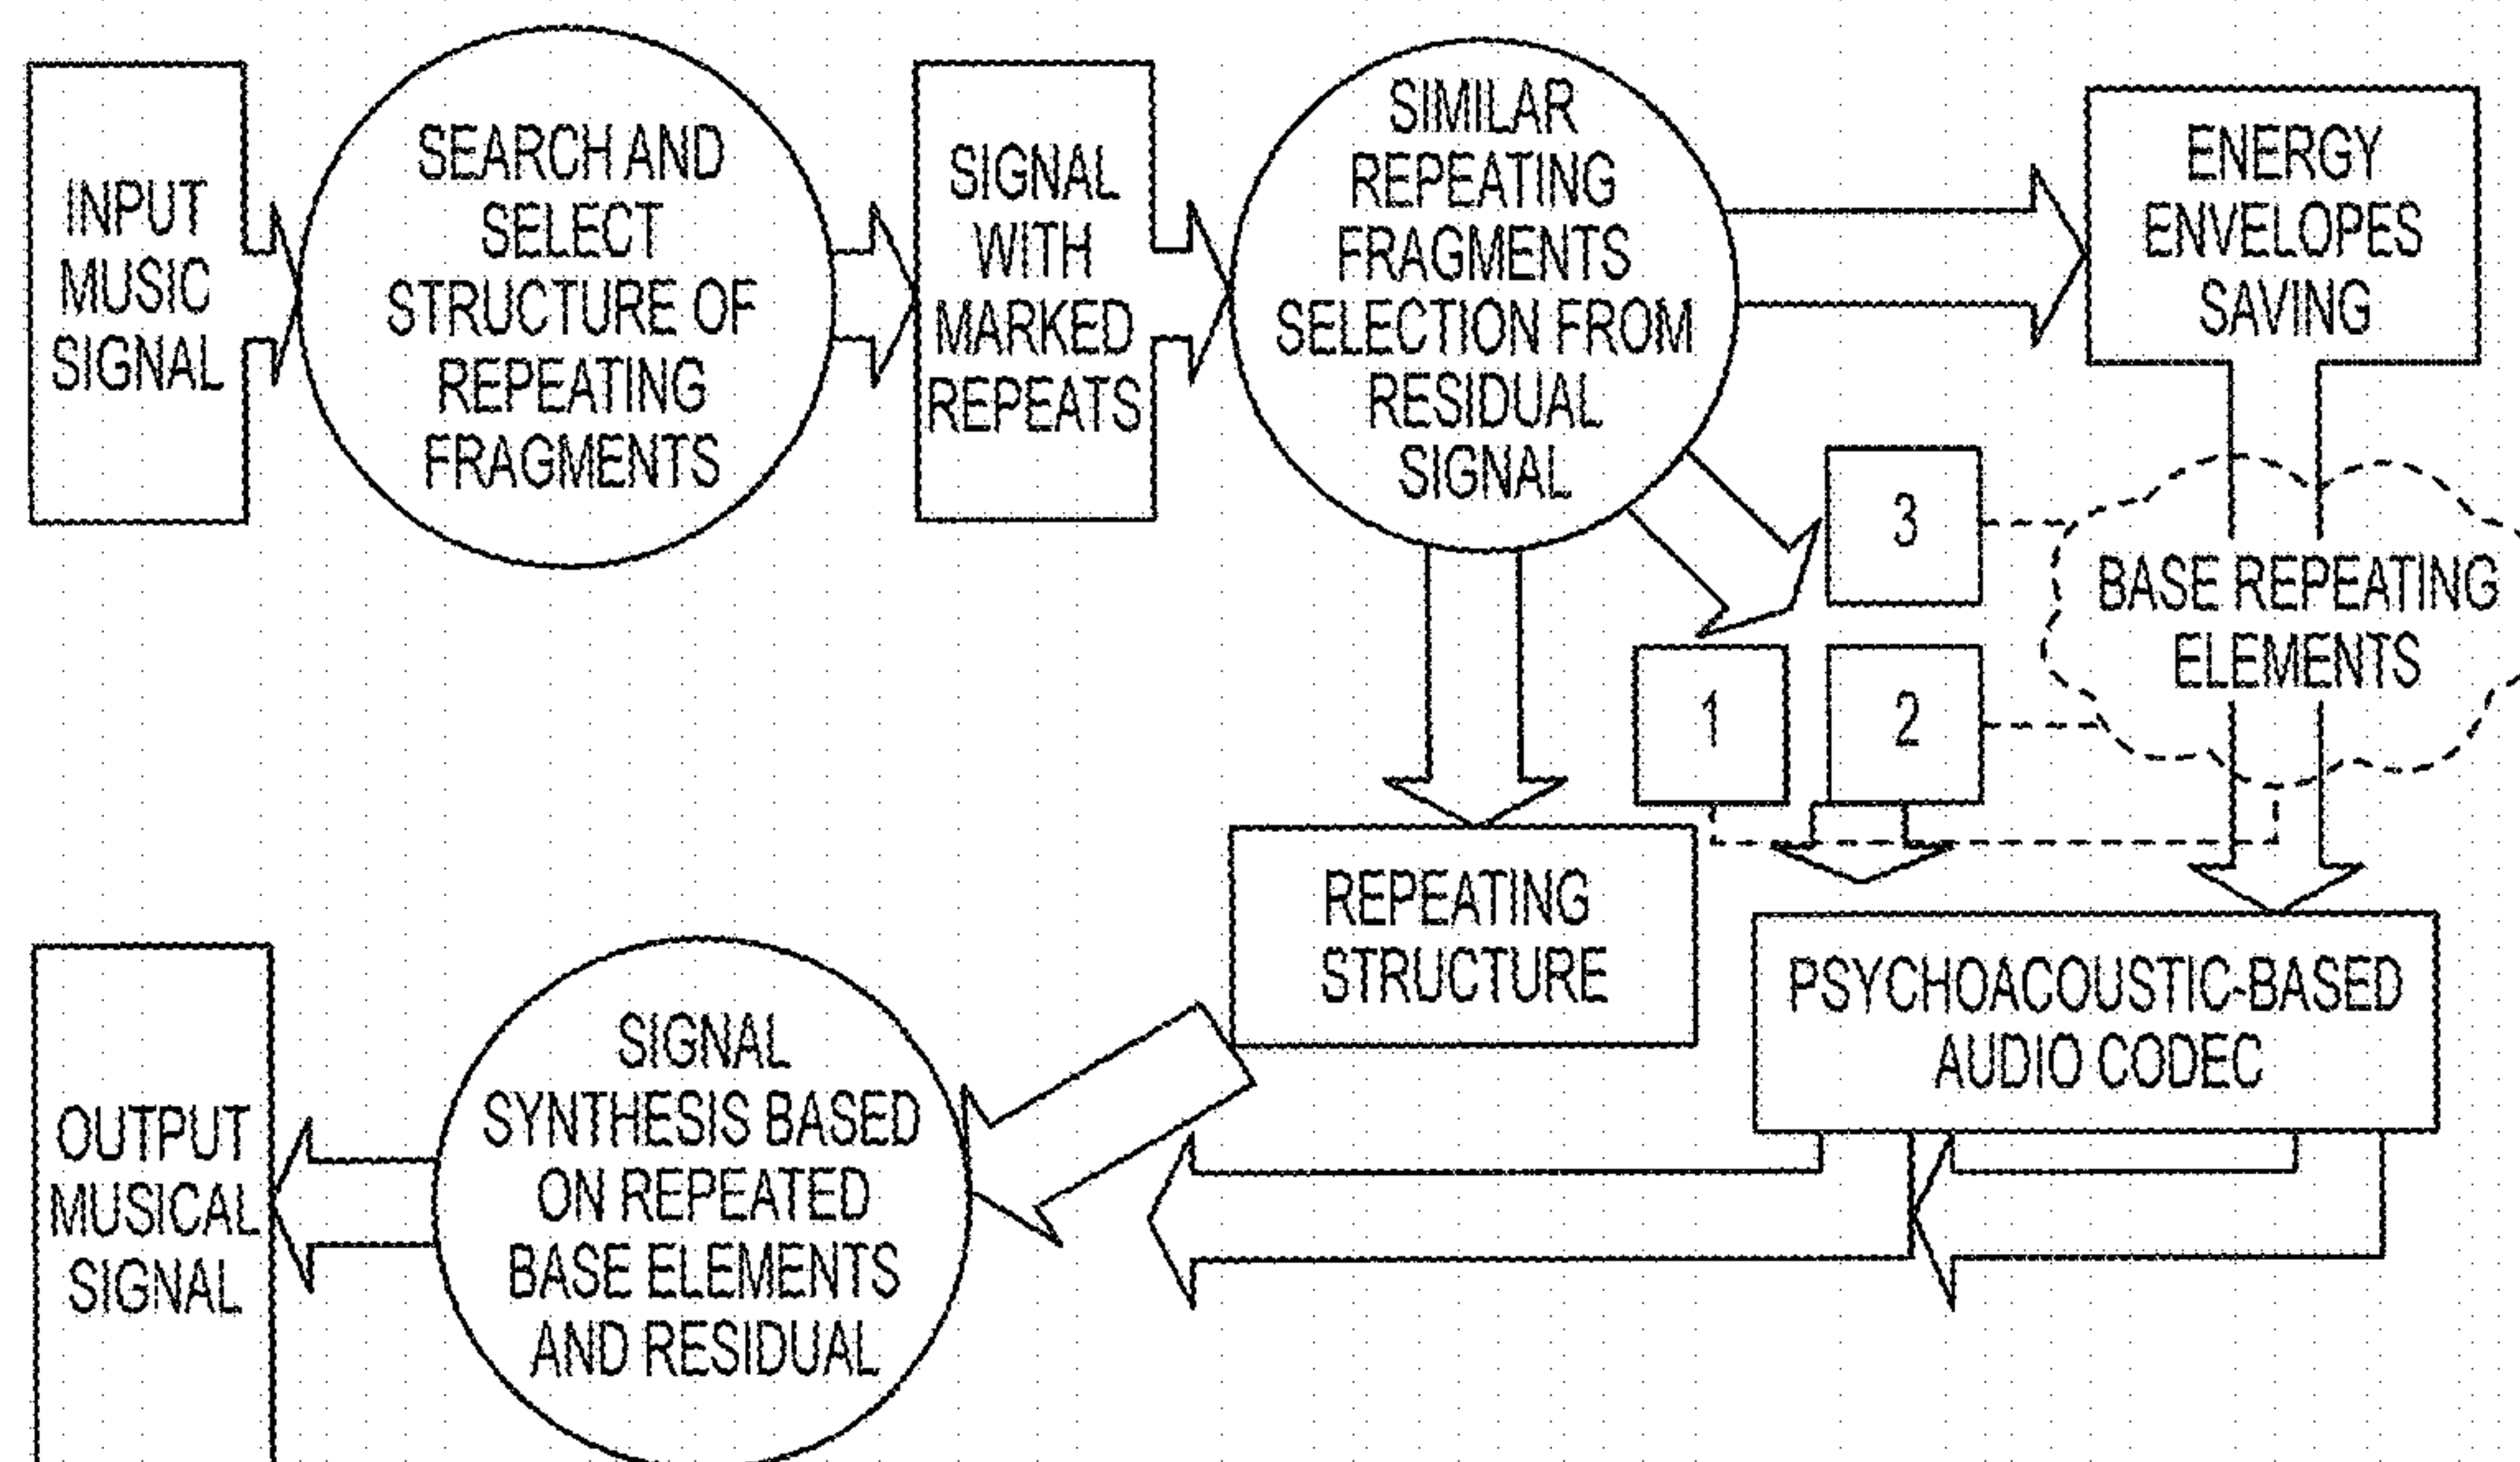 INPUT
MUSIC
SIGNAL
SEARCH AND
SELECT
STRUCTURE OF
REPEATING
FRAGMENTS
SIGNAL
WITH
MARKED
REPEATS
SIMILAR
REPEATING
FRAGMENTS
SELECTION FROM
RESIDUAL
SIGNAL
ENERGY
ENVELOPES
SAVING
3
BASE REPEATING
ELEMENTS
1
2
REPEATING
STRUCTURE
PSYCHOACOUSTIC-BASED
AUDIO CODEC
SIGNAL
SYNTHESIS BASED
ON REPEATED
BASE ELEMENTS
AND RESIDUAL
OUTPUT
MUSICAL
SIGNAL